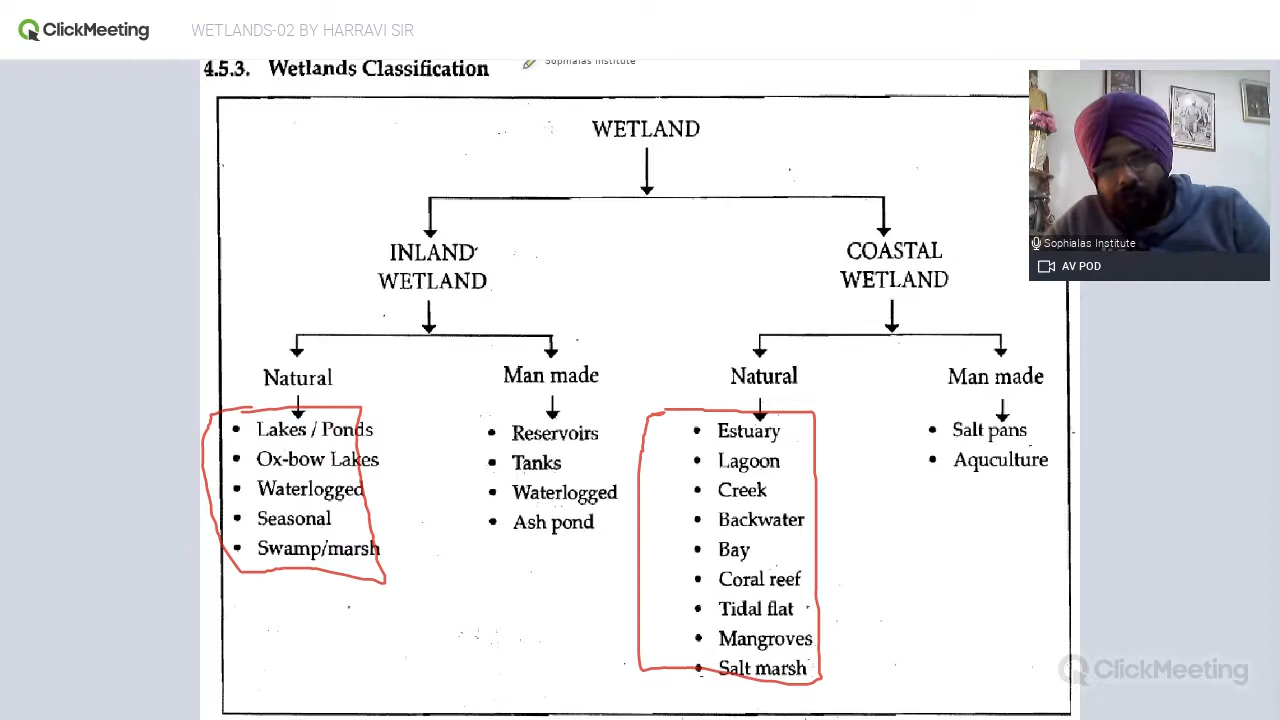 ClickMeeting
WETLANDS-02 BY HARRAVI SIR
4.5.3. Wetlands Classification
Sophialas Institute
WETLAND
INLAND
WETLAND
COASTAL
WETLAND
Natural
Man made
Natural
Man made
• Lakes / Ponds
• Ox-bow Lakes
• Waterlogged
• Seasonal
• Swamp/marsh
• Reservoirs
• Tanks
• Waterlogged
• Ash pond
• Estuary
• Lagoon
• Creek
• Backwater
• Bay
• Coral reef
• Tidal flat
• Mangroves
• Salt marsh
• Salt pans
• Aquculture
Sophialas Institute
AV POD
ClickMeeting